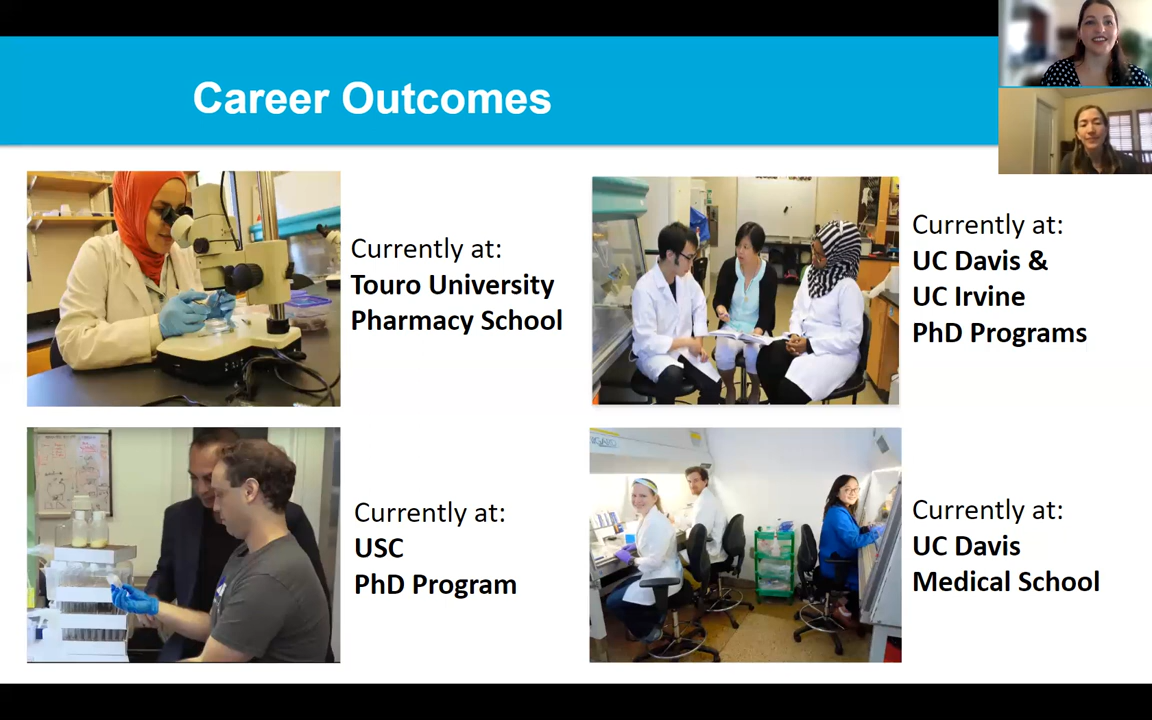 Career Outcomes
Currently at:
Touro University
Pharmacy School
Currently at:
UC Davis &
UC Irvine
PhD Programs
Currently at:
USC
PhD Program
Currently at:
UC Davis
Medical School